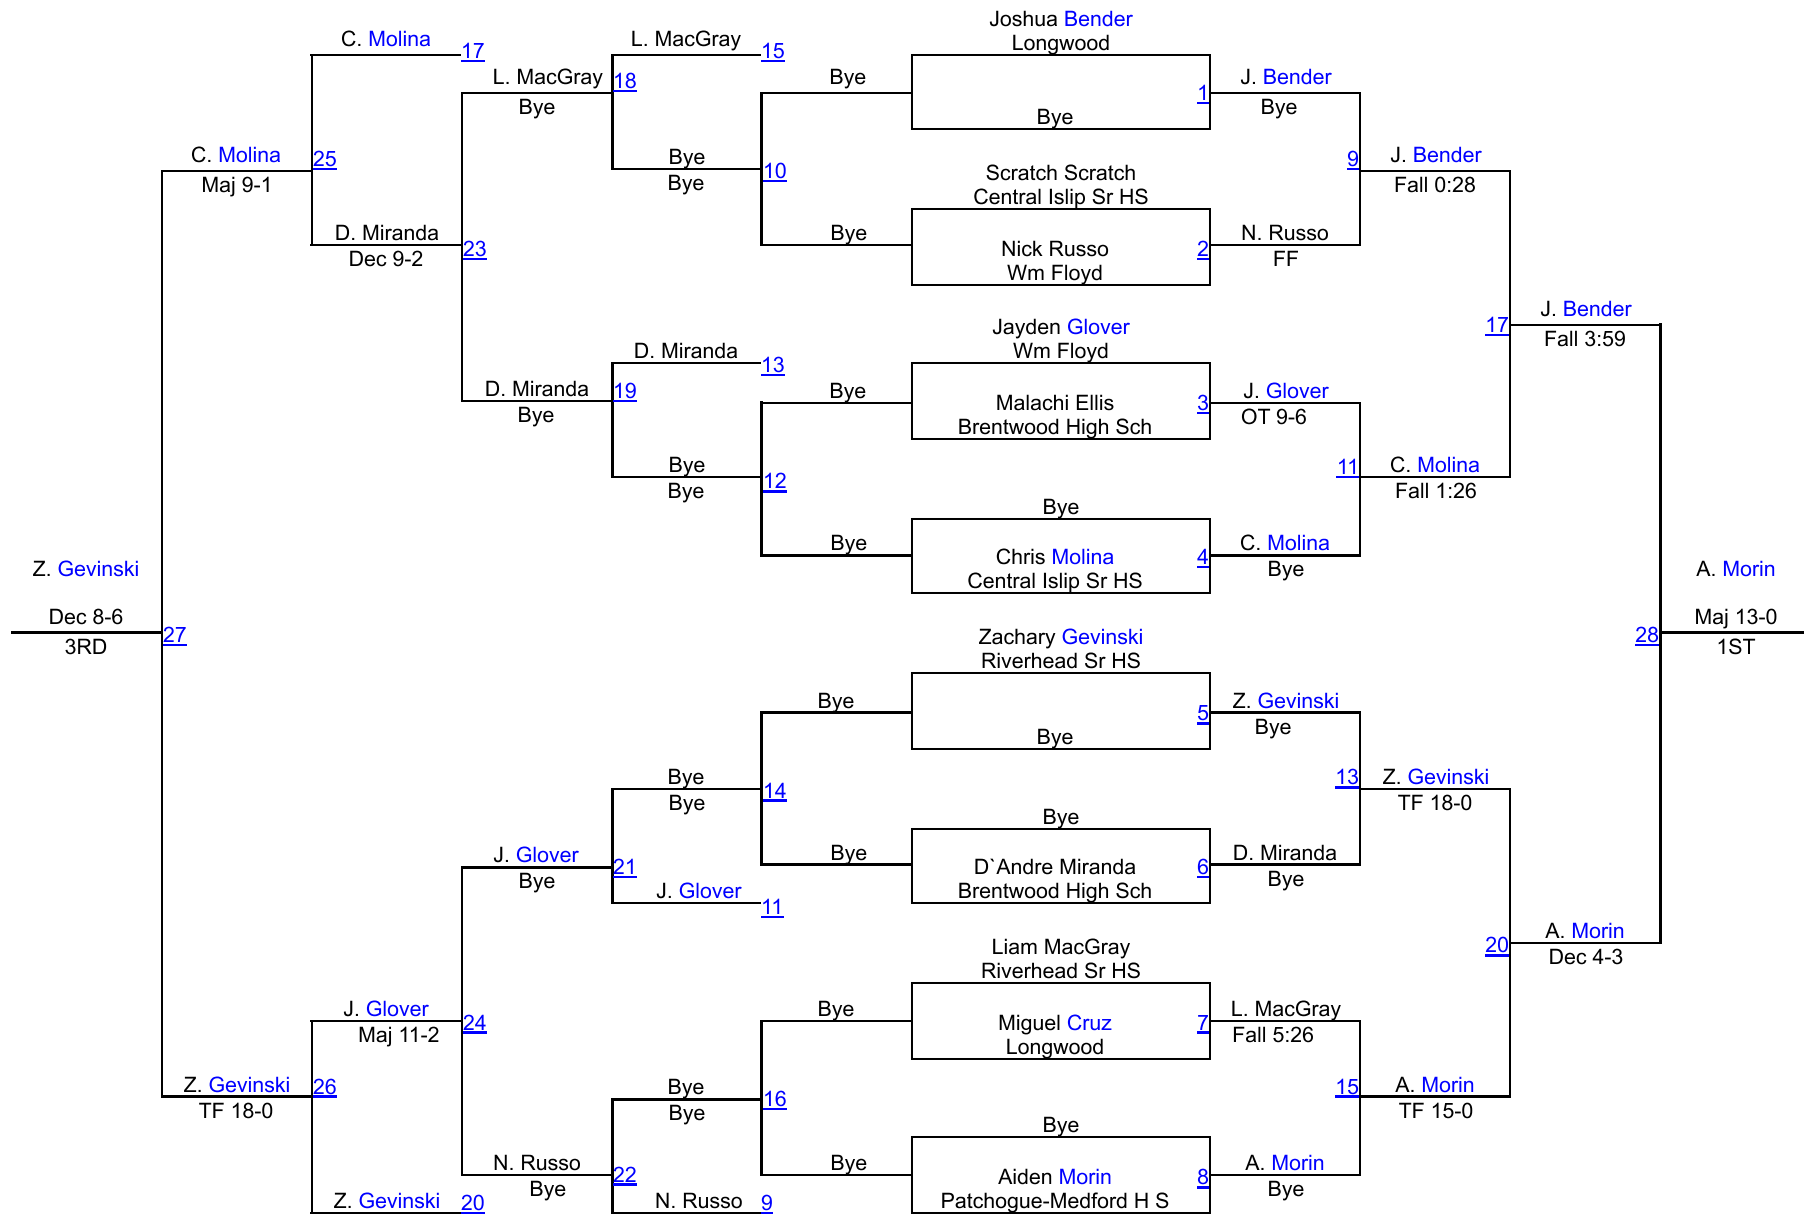 Joshua Bender
Longwood
C. Molina
17
L. MacGray
15
L. MacGray
18
Bye
Bye
J. Bender
1
Bye
Bye
C. Molina
25
Maj 9-1
Bye
10
Bye
Scratch Scratch
Central Islip Sr HS
9
J. Bender
Fall 0:28
D. Miranda
23
Dec 9-2
Bye
Nick Russo
Wm Floyd
2
N. Russo
FF
J. Bender
17
Fall 3:59
Jayden Glover
Wm Floyd
D. Miranda
13
D. Miranda
19
Bye
Bye
Malachi Ellis
Brentwood High Sch
3
J. Glover
OT 9-6
Bye
12
Bye
11
C. Molina
Fall 1:26
Bye
Bye
Chris Molina
Central Islip Sr HS
4
C. Molina
Bye
Z. Gevinski
Dec 8-6
27
3RD
A. Morin
Maj 13-0
28
1ST
Zachary Gevinski
Riverhead Sr HS
Bye
5
Z. Gevinski
Bye
Bye
Bye
14
Bye
13
Z. Gevinski
TF 18-0
Bye
J. Glover
21
Bye
Bye
D`Andre Miranda
Brentwood High Sch
6
D. Miranda
Bye
J. Glover
11
20
A. Morin
Dec 4-3
Liam MacGray
Riverhead Sr HS
J. Glover
24
Maj 11-2
Bye
Miguel Cruz
Longwood
7
L. MacGray
Fall 5:26
Z. Gevinski
26
TF 18-0
Bye
16
Bye
15
A. Morin
TF 15-0
Bye
N. Russo
22
Bye
Bye
Aiden Morin
Patchogue-Medford H S
8
A. Morin
Bye
Z. Gevinski
20
N. Russo
9